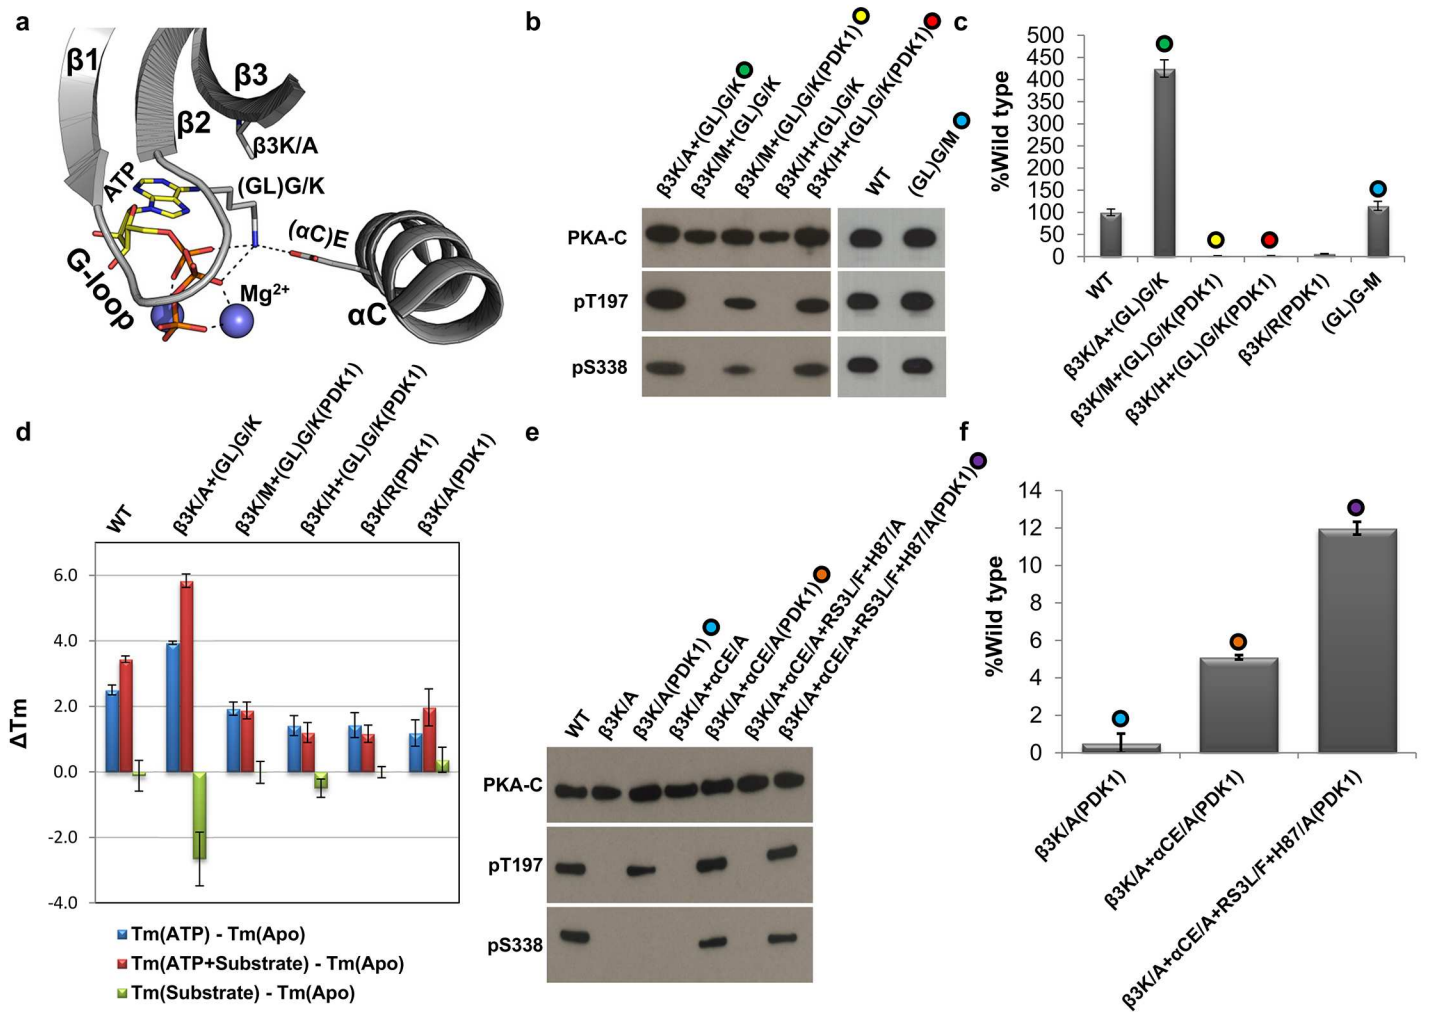 a
β1
β2
β3
β3K/A
ATP
(GL)G/K
(αC)E
G-loop
Mg²⁺
αC
b
β3K/A+(GL)G/K
β3K/M+(GL)G/K
β3K/M+(GL)G/K(PDK1)
β3K/H+(GL)G/K
β3K/H+(GL)G/K(PDK1)
WT
(GL)G/M
PKA-C
pT197
pS338
c
%Wild type
500
450
400
350
300
250
200
150
100
50
0
WT
β3K/A+(GL)G/K
β3K/M+(GL)G/K(PDK1)
β3K/H+(GL)G/K(PDK1)
β3K/R(PDK1)
(GL)G-M
d
WT
β3K/A+(GL)G/K
β3K/M+(GL)G/K(PDK1)
β3K/H+(GL)G/K(PDK1)
β3K/R(PDK1)
β3K/A(PDK1)
ΔTm
6.0
4.0
2.0
0.0
-2.0
-4.0
Tm(ATP) - Tm(Apo)
Tm(ATP+Substrate) - Tm(Apo)
Tm(Substrate) - Tm(Apo)
e
WT
β3K/A
β3K/A(PDK1)
β3K/A+αCE/A
β3K/A+αCE/A(PDK1)
β3K/A+αCE/A+RS3L/F+H87/A
β3K/A+αCE/A+RS3L/F+H87/A(PDK1)
PKA-C
pT197
pS338
f
%Wild type
14
12
10
8
6
4
2
0
β3K/A(PDK1)
β3K/A+αCE/A(PDK1)
β3K/A+αCE/A+RS3L/F+H87/A(PDK1)